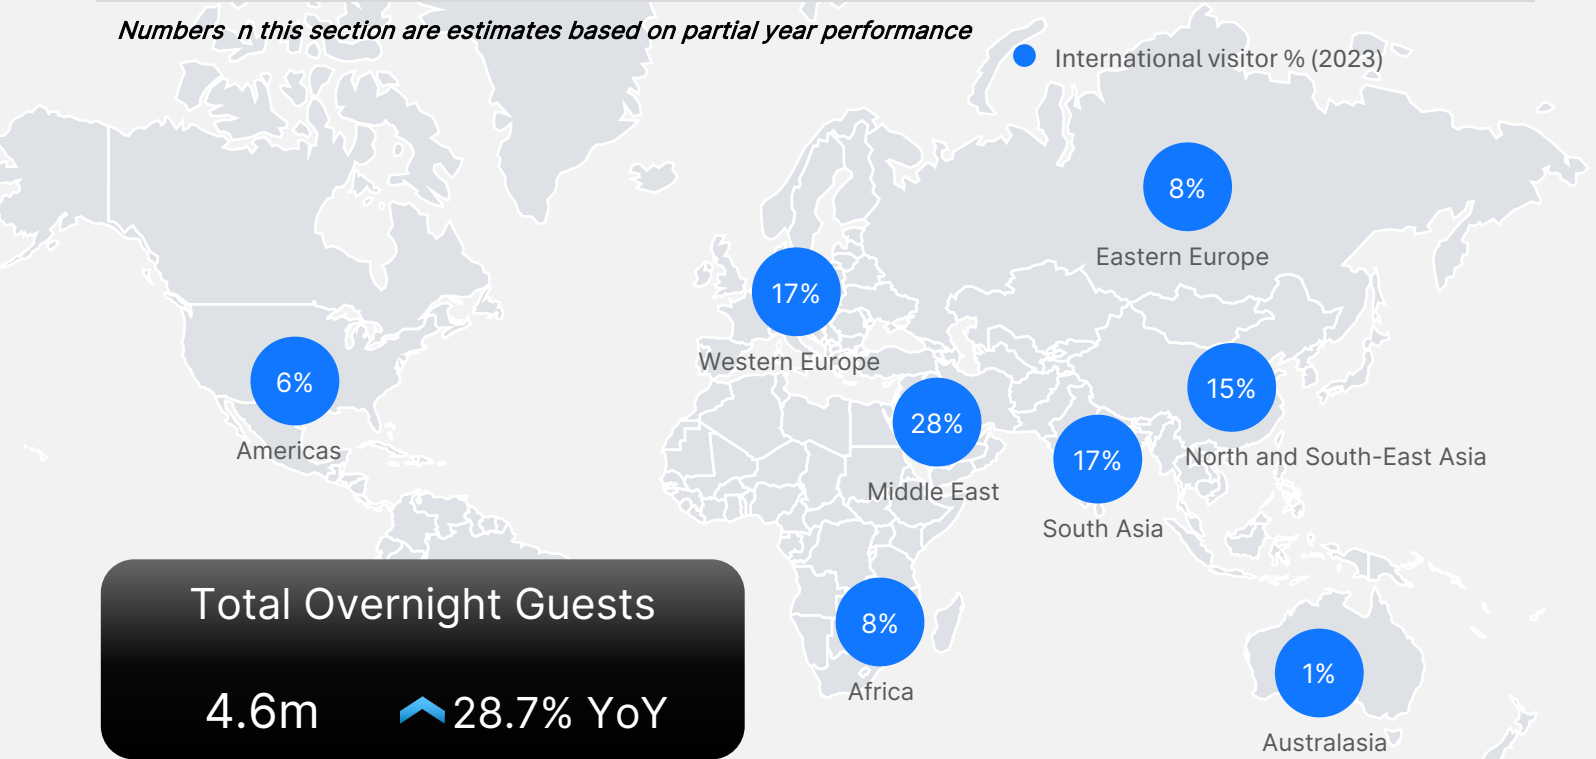 Numbers n this section are estimates based on partial year performance
International visitor % (2023)
8%
Eastern Europe
17%
Western Europe
6%
Americas
28%
Middle East
17%
South Asia
15%
North and South-East Asia
8%
Africa
1%
Australasia
Total Overnight Guests
4.6m 28.7% YoY